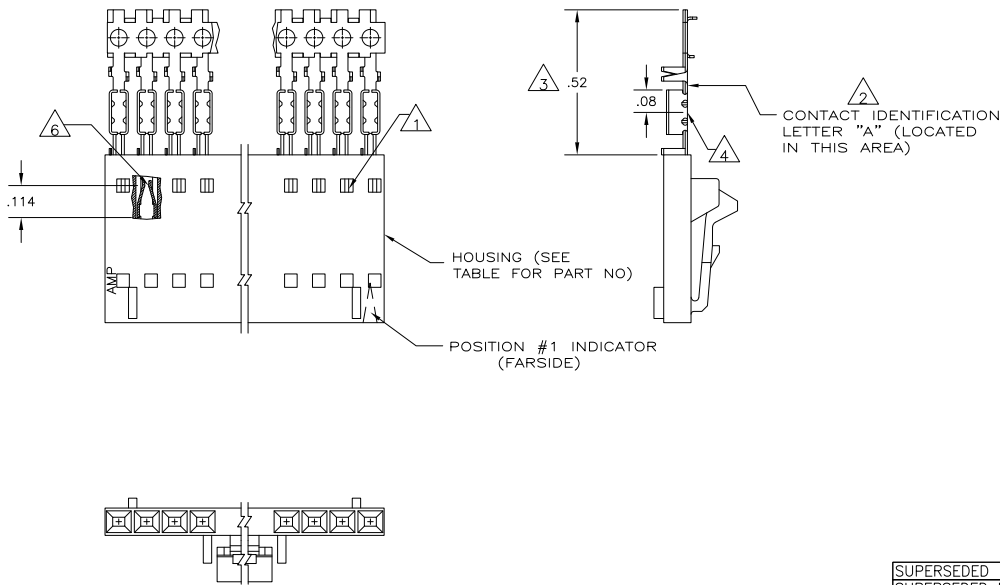 3
.52
.08
2
CONTACT IDENTIFICATION
LETTER "A" (LOCATED
IN THIS AREA)
4
6
1
.114
HOUSING (SEE
TABLE FOR PART NO)
AMP
POSITION #1 INDICATOR
(FARSIDE)
SUPERSEDED